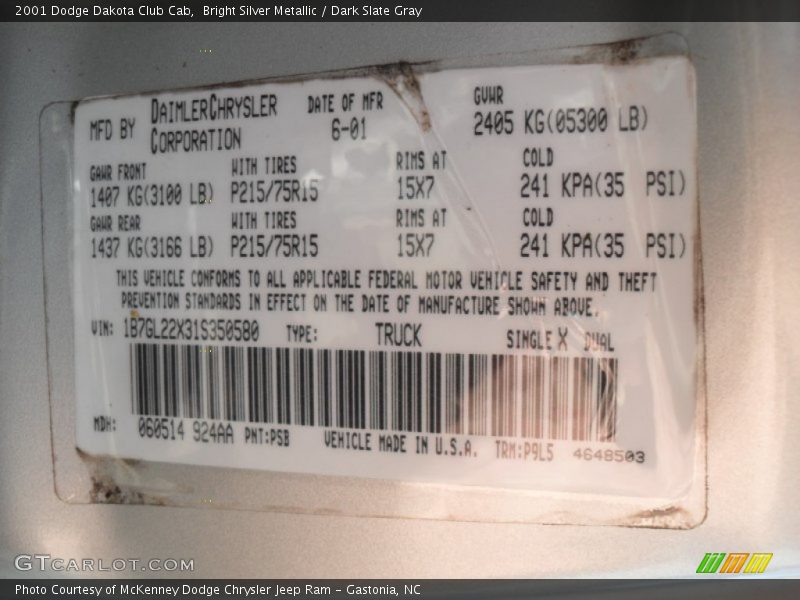 2001 Dodge Dakota Club Cab,  Bright Silver Metallic / Dark Slate Gray
MFD BY DAIMLERCHRYSLER CORPORATION DATE OF MFR 6-01 GVWR 2405 KG(05300 LB)
GAWR FRONT WITH TIRES RIMS AT COLD
1407 KG(3100 LB) P215/75R15 15X7 241 KPA(35 PSI)
GAWR REAR WITH TIRES RIMS AT COLD
1437 KG(3166 LB) P215/75R15 15X7 241 KPA(35 PSI)
THIS VEHICLE CONFORMS TO ALL APPLICABLE FEDERAL MOTOR VEHICLE SAFETY AND THEFT
PREVENTION STANDARDS IN EFFECT ON THE DATE OF MANUFACTURE SHOWN ABOVE.
VIN: 1B7GL22X31S350580 TYPE: TRUCK SINGLE X DUAL
MDH: 060514 924AA PNT:PSB VEHICLE MADE IN U.S.A. TRM:P9L5 4648503
GTCARLOT.COM
Photo Courtesy of McKenney Dodge Chrysler Jeep Ram - Gastonia, NC